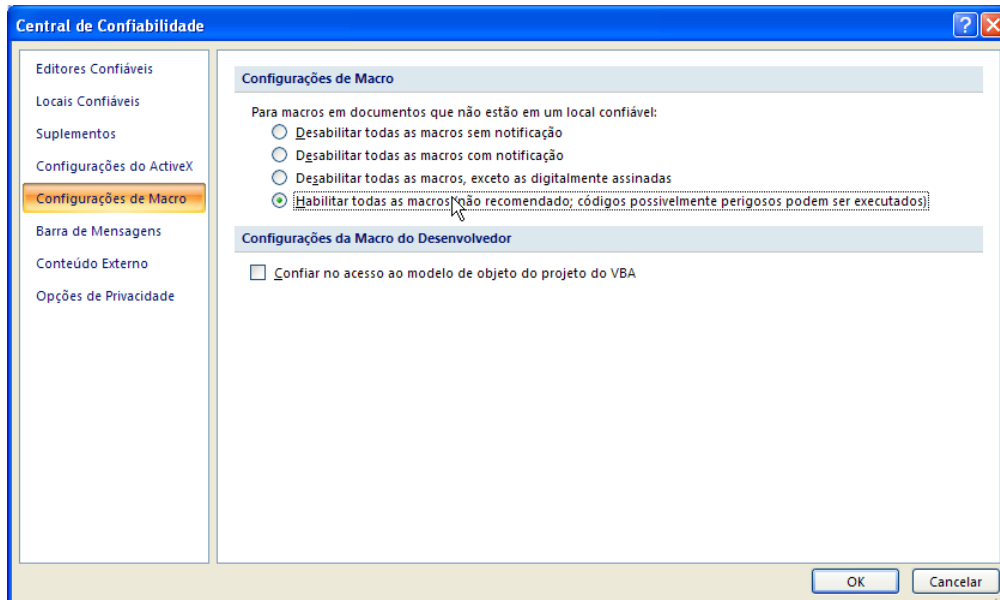 Central de Confiabilidade
Editores Confiáveis
Locais Confiáveis
Suplementos
Configurações do ActiveX
Configurações de Macro
Barra de Mensagens
Conteúdo Externo
Opções de Privacidade
Configurações de Macro
Para macros em documentos que não estão em um local confiável:
Desabilitar todas as macros sem notificação
Desabilitar todas as macros com notificação
Desabilitar todas as macros, exceto as digitalmente assinadas
Habilitar todas as macros (não recomendado; códigos possivelmente perigosos podem ser executados)
Configurações da Macro do Desenvolvedor
Confiar no acesso ao modelo de objeto do projeto do VBA
OK
Cancelar